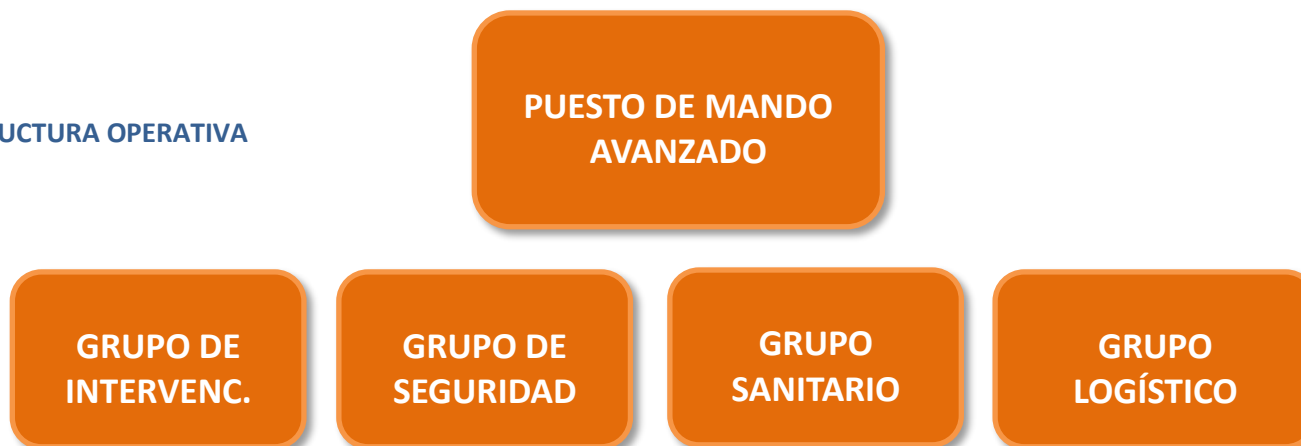 PUESTO DE MANDO
AVANZADO
UCTURA OPERATIVA
GRUPO DE
INTERVENC.
GRUPO DE
SEGURIDAD
GRUPO
SANITARIO
GRUPO
LOGÍSTICO